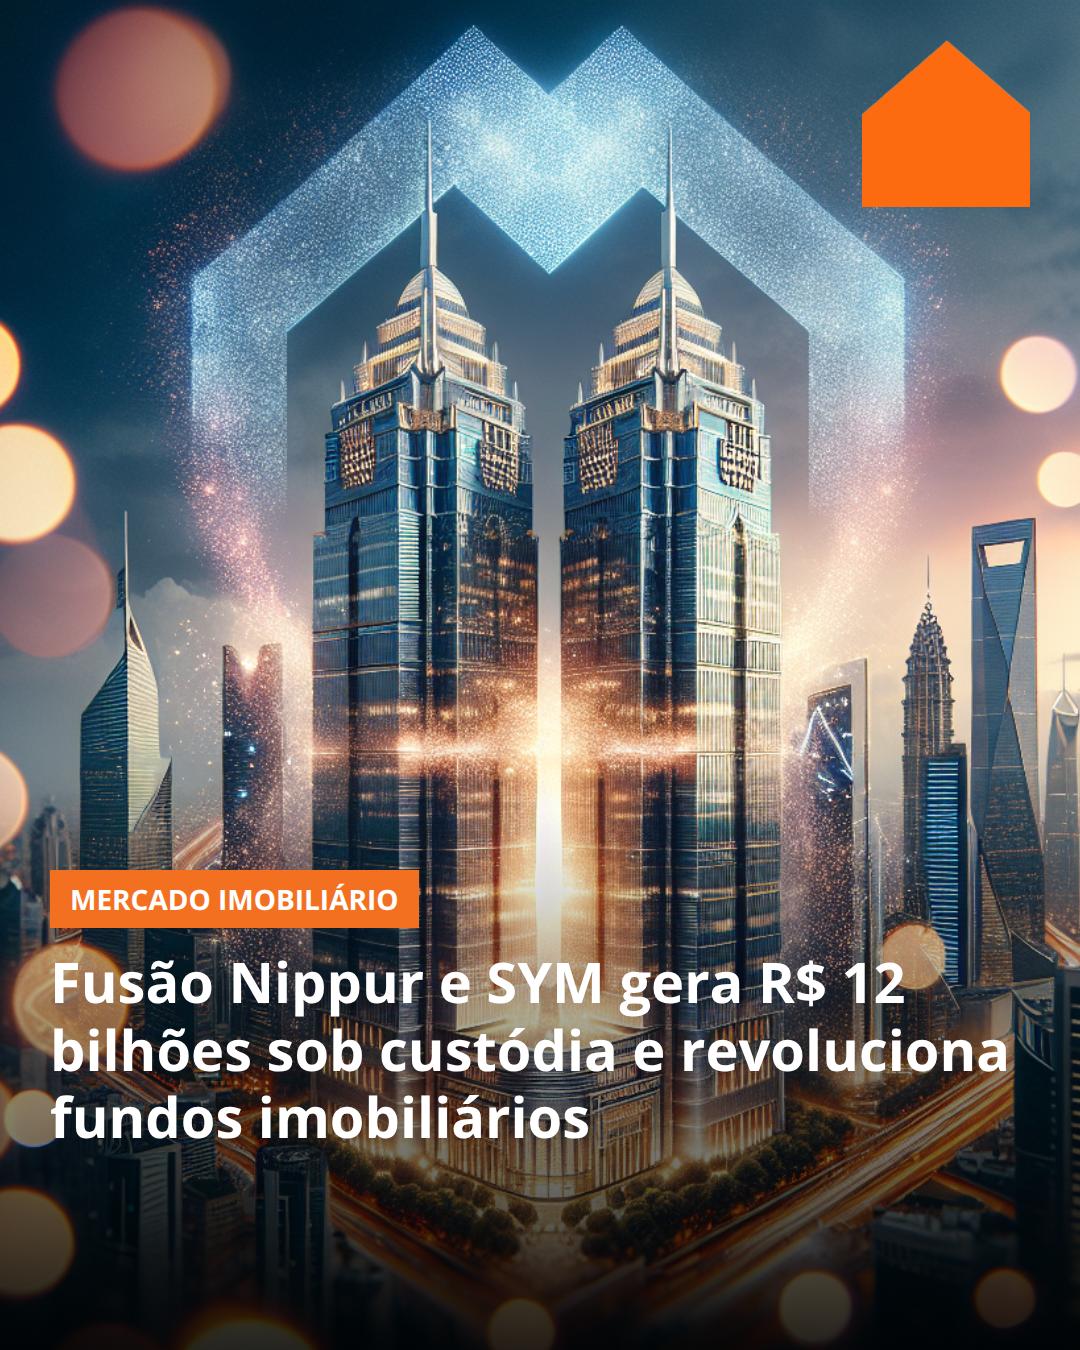 MERCADO IMOBILIÁRIO
Fusão Nippur e SYM gera R$ 12
bilhões sob custódia e revoluciona
fundos imobiliários